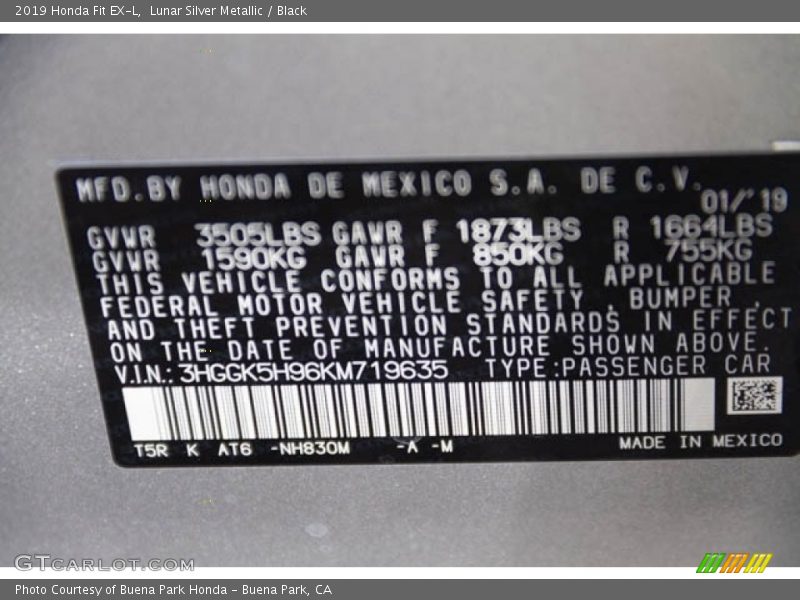 2019 Honda Fit EX-L,  Lunar Silver Metallic / Black
MFD.BY HONDA DE MEXICO S.A. DE C.V.
01/'19
GVWR 3505LBS GAWR F 1873LBS R 1664LBS
GVWR 1590KG GAWR F 850KG R 755KG
THIS VEHICLE CONFORMS TO ALL APPLICABLE
FEDERAL MOTOR VEHICLE SAFETY , BUMPER ,
AND THEFT PREVENTION STANDARDS IN EFFECT
ON THE DATE OF MANUFACTURE SHOWN ABOVE.
V.I.N.: 3HGGK5H96KM719635 TYPE:PASSENGER CAR
T5R K AT6 -NH830M -A -M MADE IN MEXICO
GTCARLOT.COM
Photo Courtesy of Buena Park Honda - Buena Park, CA